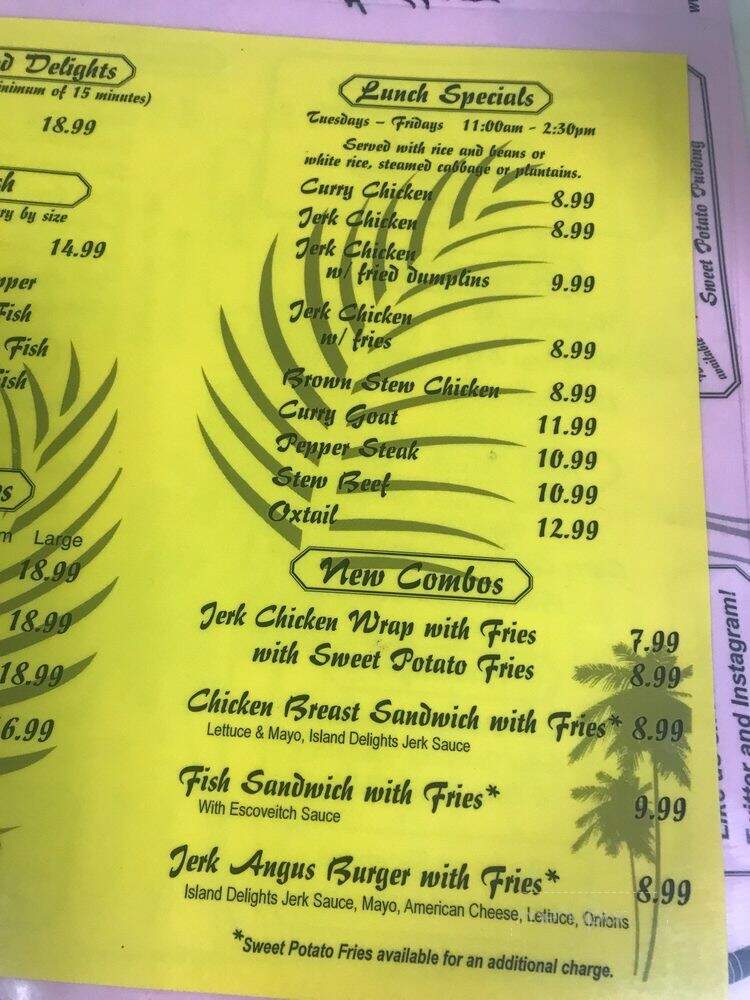 d Delights
nimum of 15 minutes)
18.99
ry by size
14.99
Fish
Fish
Large
18.99
18.99
18.99
6.99
Lunch Specials
Tuesdays – Fridays 11:00am - 2:30pm
Served with rice and beans or
white rice, steamed cabbage or plantains.
Curry Chicken 8.99
Jerk Chicken 8.99
Jerk Chicken
w/ fried dumplins 9.99
Jerk Chicken
w/ fries 8.99
Brown Stew Chicken 8.99
Curry Goat 11.99
Pepper Steak 10.99
Stew Beef 10.99
Oxtail 12.99
New Combos
Jerk Chicken Wrap with Fries 7.99
with Sweet Potato Fries 8.99
Chicken Breast Sandwich with Fries* 8.99
Lettuce & Mayo, Island Delights Jerk Sauce
Fish Sandwich with Fries* 9.99
With Escoveitch Sauce
Jerk Angus Burger with Fries* 8.99
Island Delights Jerk Sauce, Mayo, American Cheese, Lettuce, Onions
*Sweet Potato Fries available for an additional charge.
Sweet Potato Pudding
available
and Instagram!